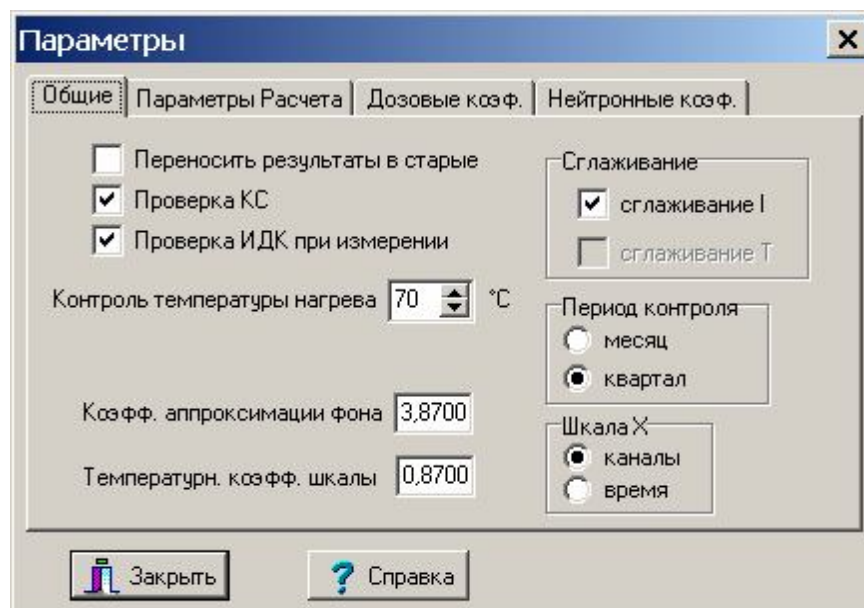 Параметры
Общие
Параметры Расчета
Дозовые коэф.
Нейтронные коэф.
Переносить результаты в старые
Проверка КС
Проверка ИДК при измерении
Контроль температуры нагрева 70 °C
Коэфф. аппроксимации фона 3,8700
Температурн. коэфф. шкалы 0,8700
Сглаживание
сглаживание I
сглаживание T
Период контроля
месяц
квартал
Шкала X
каналы
время
Закрыть
? Справка